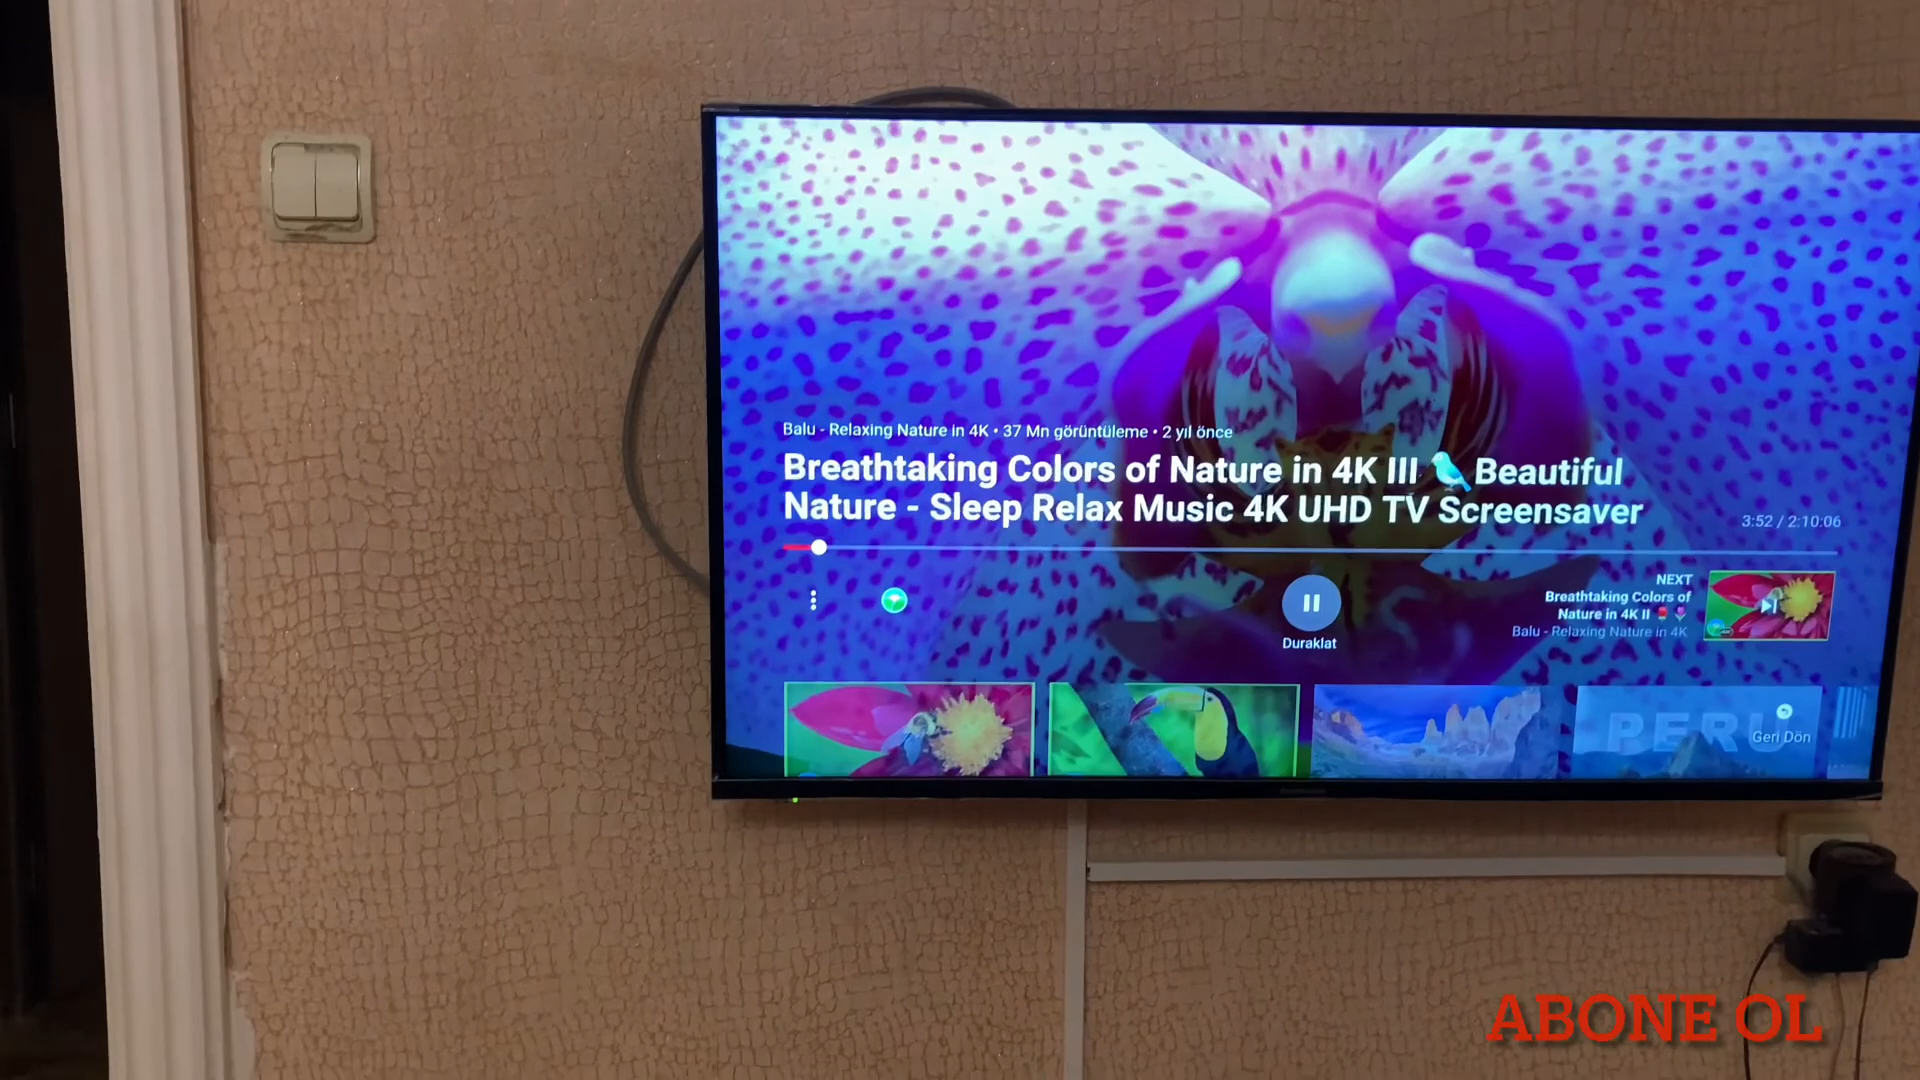 Balu - Relaxing Nature in 4K • 37 Mn görüntüleme • 2 yıl önce
Breathtaking Colors of Nature in 4K III 🐦 Beautiful
Nature - Sleep Relax Music 4K UHD TV Screensaver
3:52 / 2:10:06
NEXT
Breathtaking Colors of
Nature in 4K II 🌹 🌷
Balu - Relaxing Nature in 4K
Duraklat
PERU
Geri Dön
ABONE OL